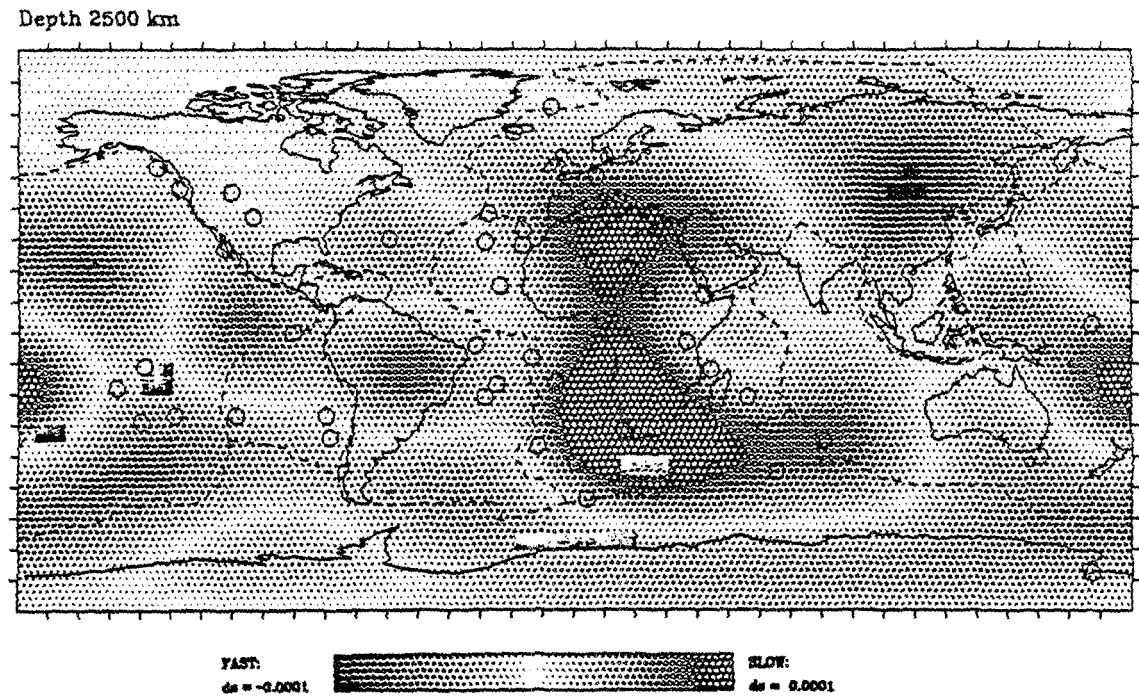 Depth 2500 km
FAST:
ds = -0.0001
SLOW:
ds = 0.0001